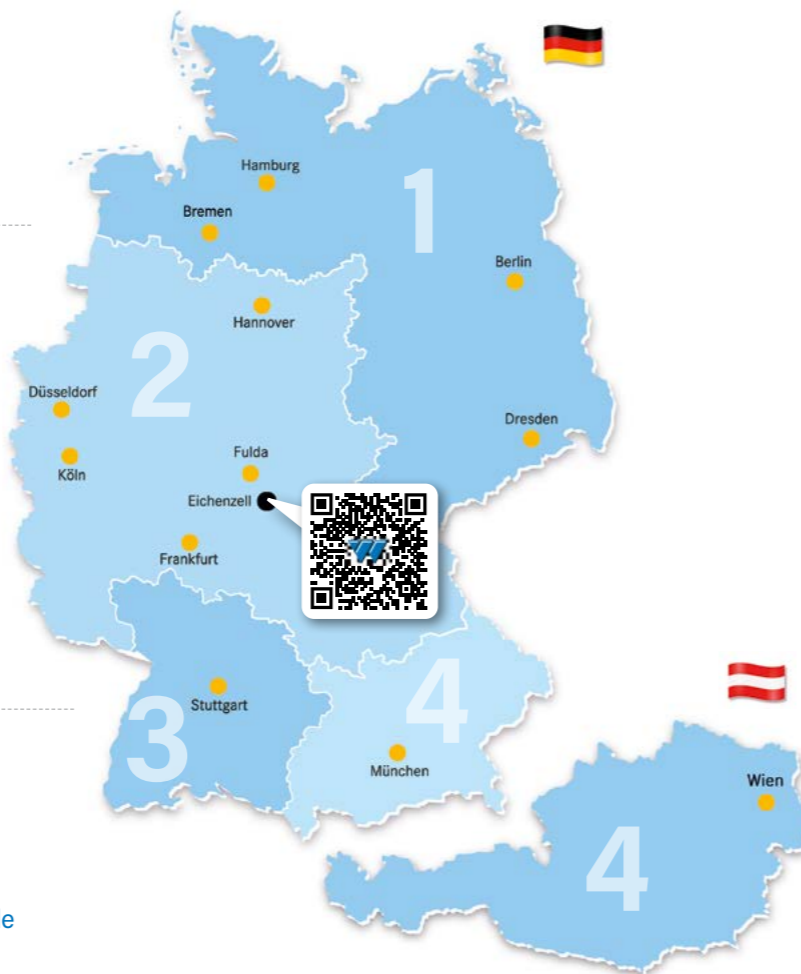 Hamburg
1
Bremen
Berlin
Hannover
2
Düsseldorf
Dresden
Fulda
Köln
Eichenzell
Frankfurt
4
Stuttgart
3
München
Wien
4
e